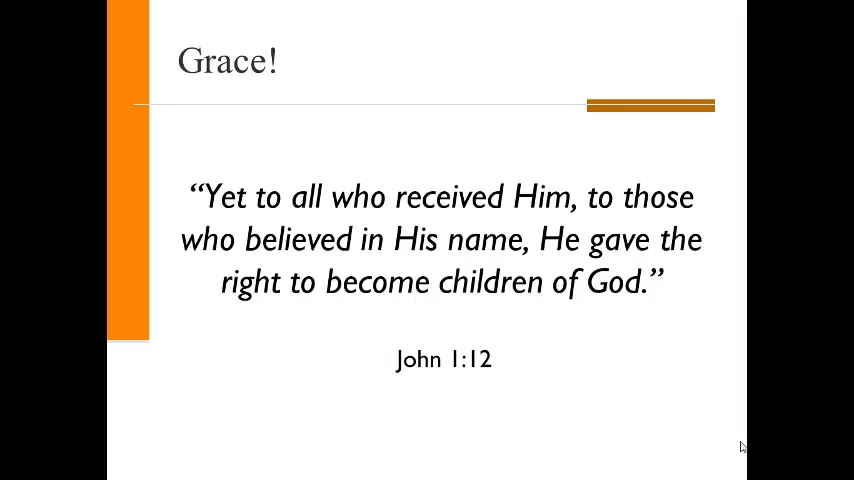 Grace!
“Yet to all who received Him, to those
who believed in His name, He gave the
right to become children of God.”
John 1:12